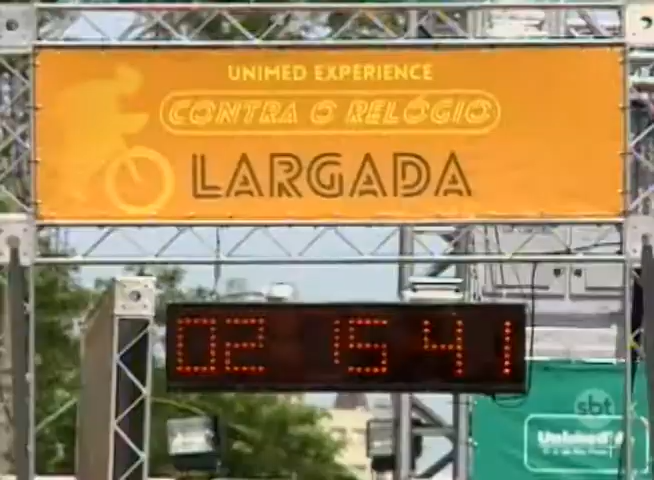 UNIMED EXPERIENCE
CONTRA O RELÓGIO
LARGADA
02 15 41
sbt
Unimed